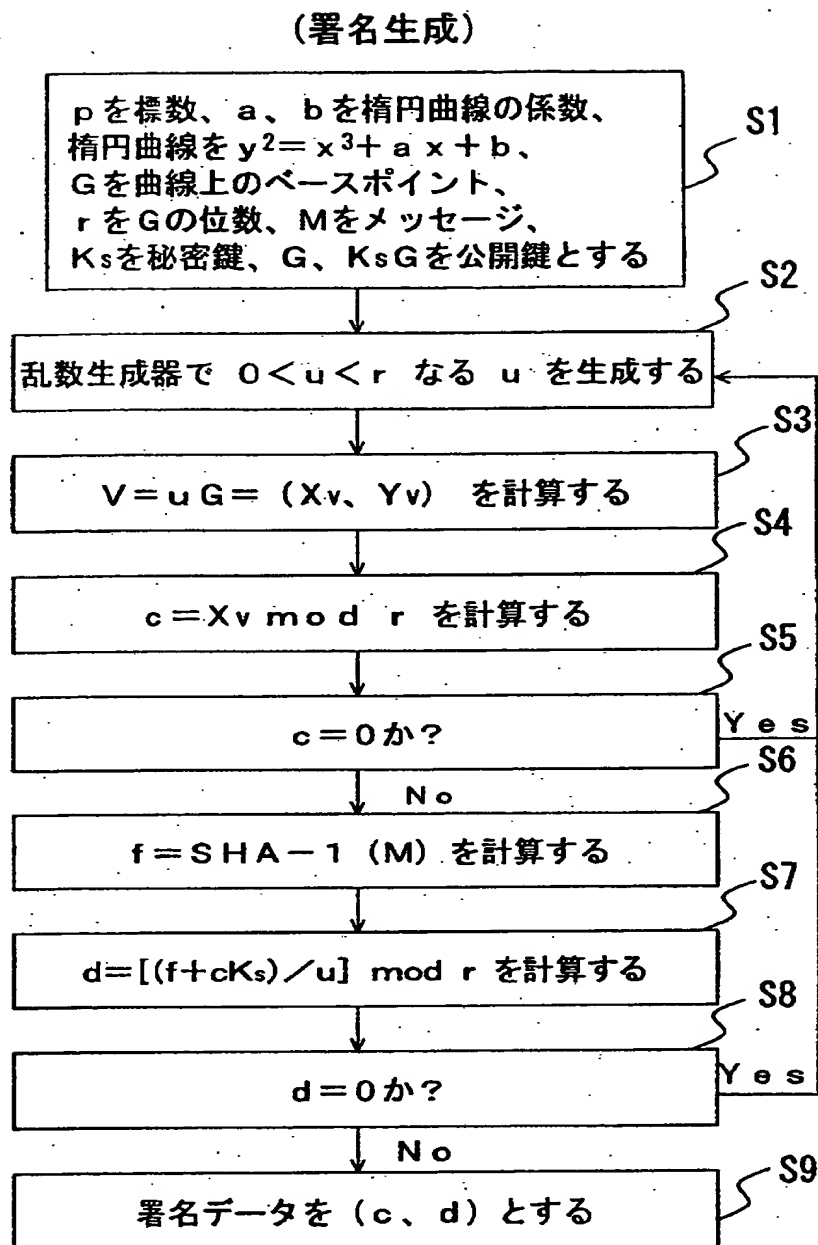 (署名生成)
pを標数、a、bを楕円曲線の係数、
楕円曲線をy²=x³+ax+b、
Gを曲線上のベースポイント、
rをGの位数、Mをメッセージ、
Ksを秘密鍵、G、KsGを公開鍵とする
S1
S2
乱数生成器で 0<u<r なる u を生成する
S3
V=uG=(Xv、Yv) を計算する
S4
c=Xv mod r を計算する
S5
c=0か?
Yes
No
S6
f=SHA-1(M)を計算する
S7
d=[(f+cKs)/u] mod r を計算する
S8
d=0か?
Yes
No
S9
署名データを(c、d)とする